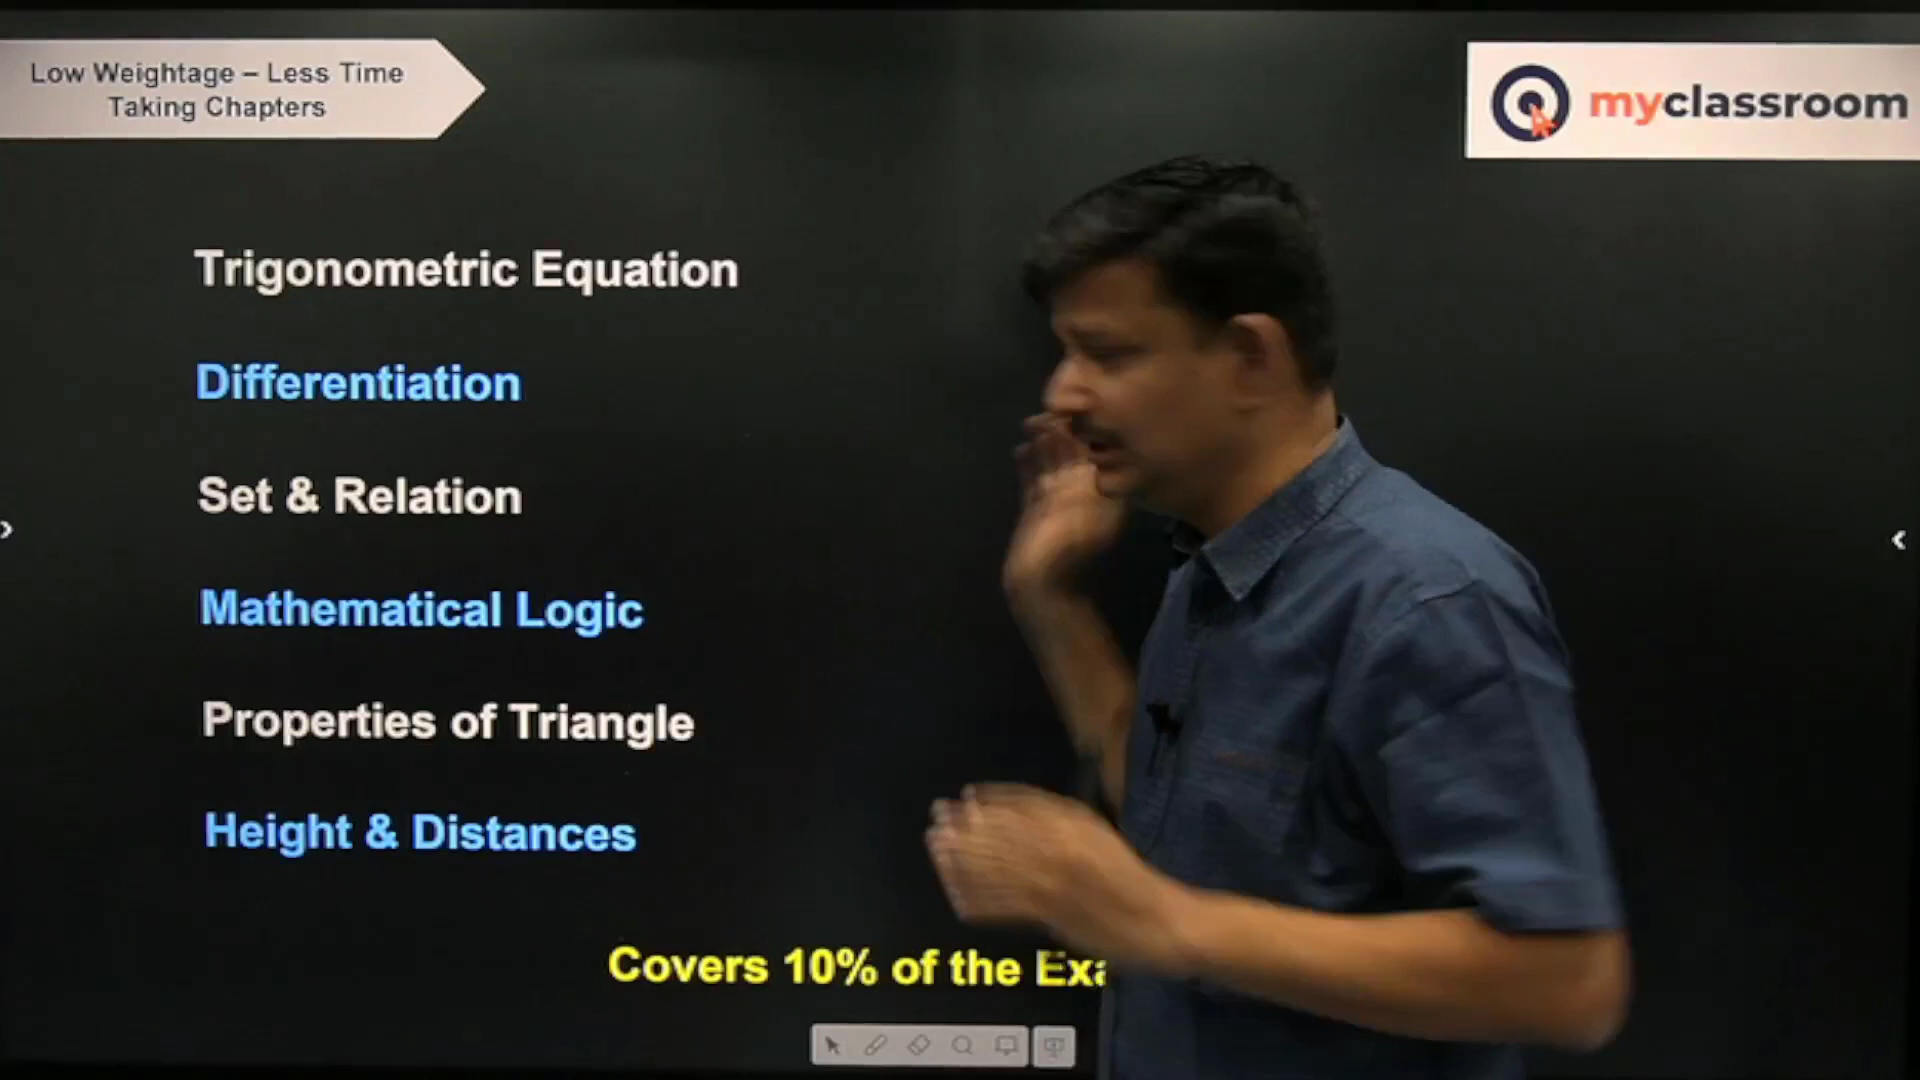 Low Weightage – Less Time
Taking Chapters
myclassroom
Trigonometric Equation
Differentiation
Set & Relation
Mathematical Logic
Properties of Triangle
Height & Distances
Covers 10% of the